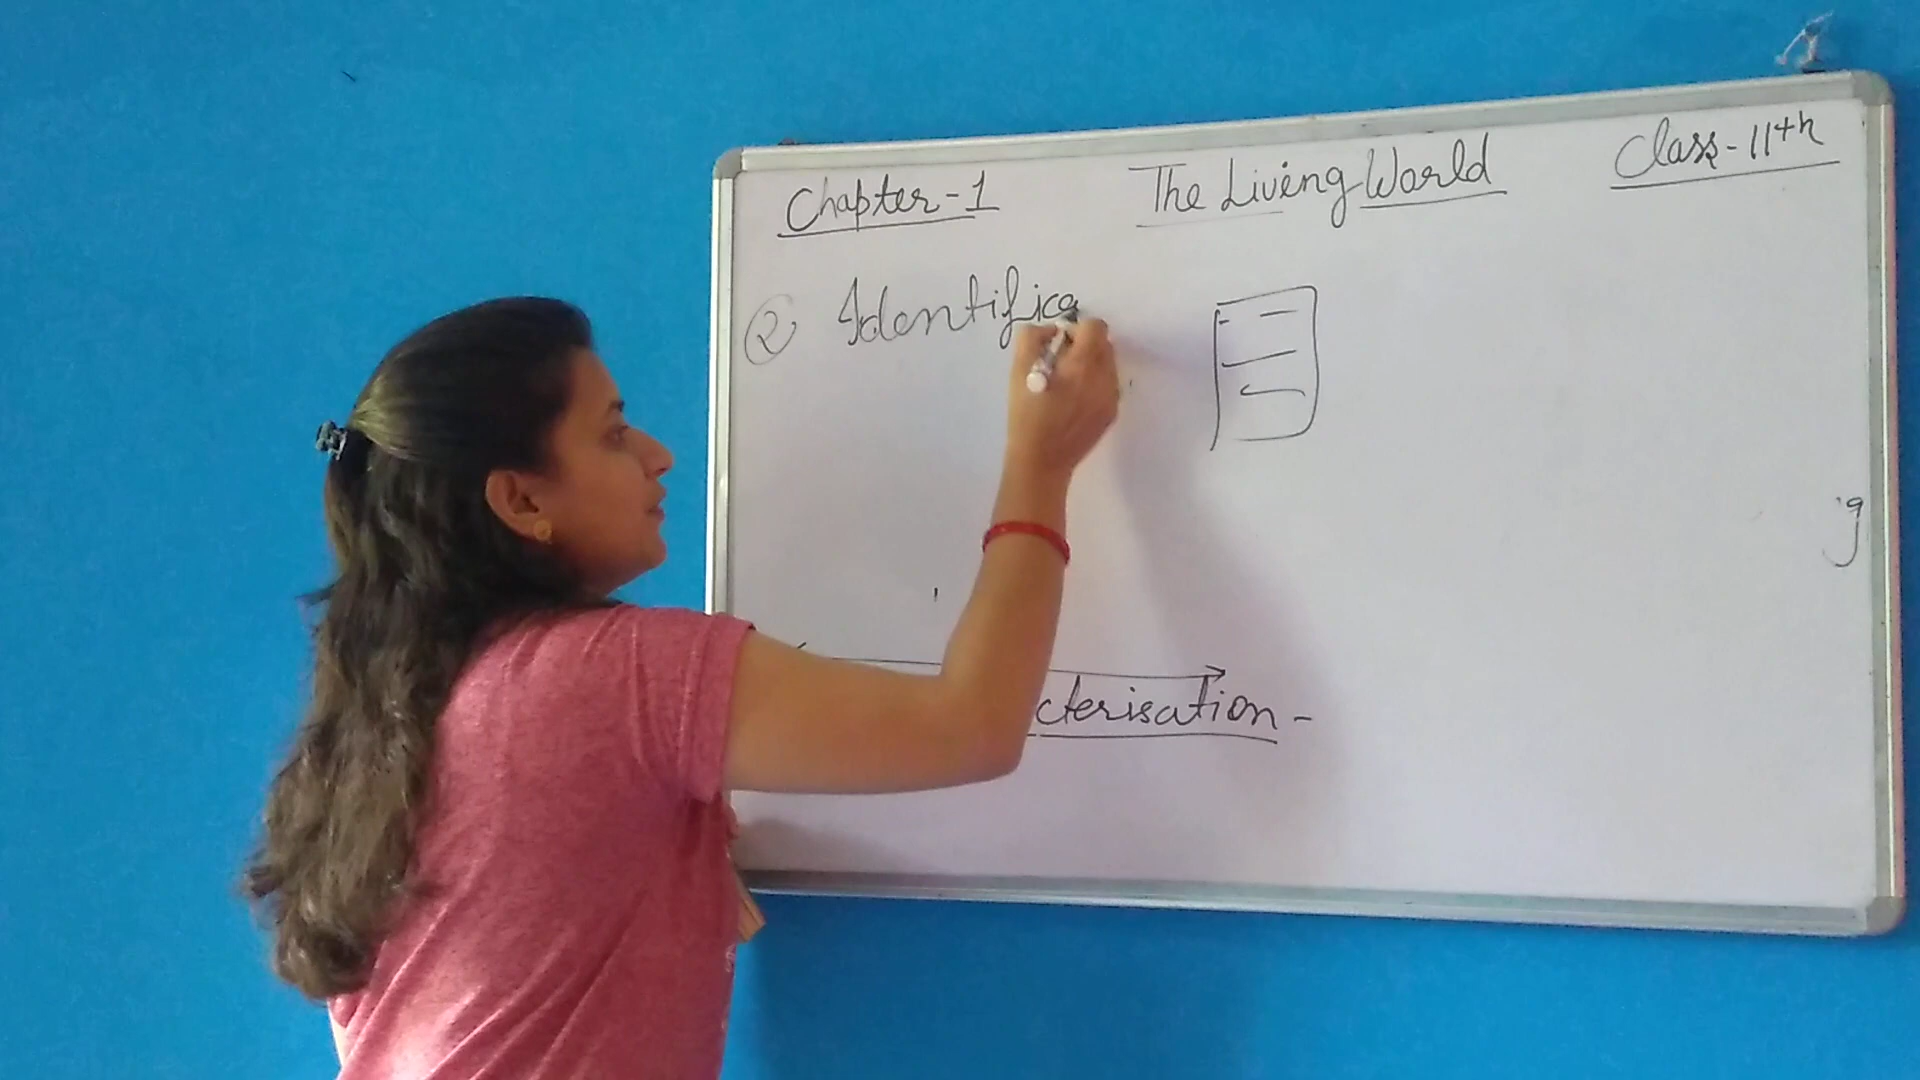 Chapter-1 The Living World Class-11th
② Identifica
g
cterisation -